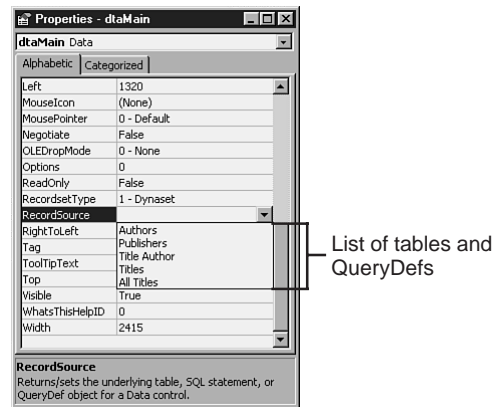 Properties - dtaMain
dtaMain Data
Alphabetic Categorized
Left 1320
MouseIcon (None)
MousePointer 0 - Default
Negotiate False
OLEDropMode 0 - None
Options 0
ReadOnly False
RecordsetType 1 - Dynaset
RecordSource
RightToLeft Authors
Publishers
Tag Title Author
ToolTipText Titles
Top All Titles
Visible True
WhatsThisHelpID 0
Width 2415
List of tables and
QueryDefs
RecordSource
Returns/sets the underlying table, SQL statement, or
QueryDef object for a Data control.